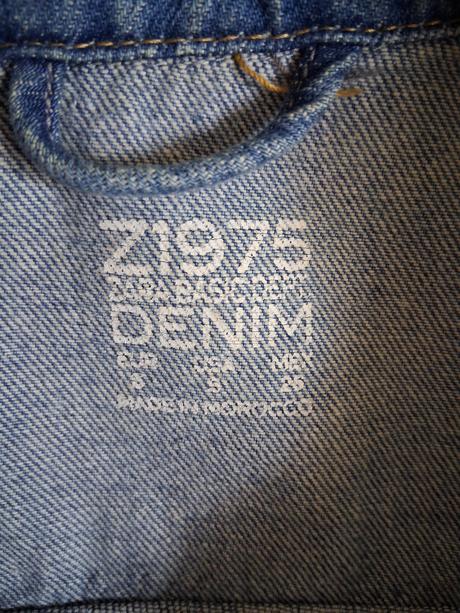 Z1975
ZARA BASIC DEPT.
DENIM
EUR USA MEX
S S 26
MADE IN MOROCCO